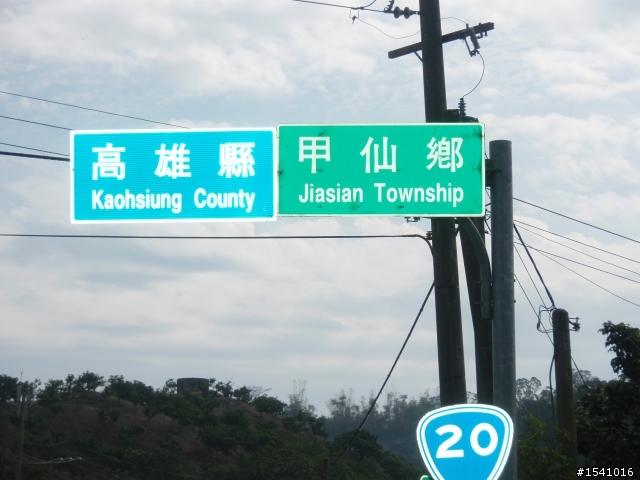 高雄縣
Kaohsiung County
甲仙鄉
Jiasian Township
20
#1541016